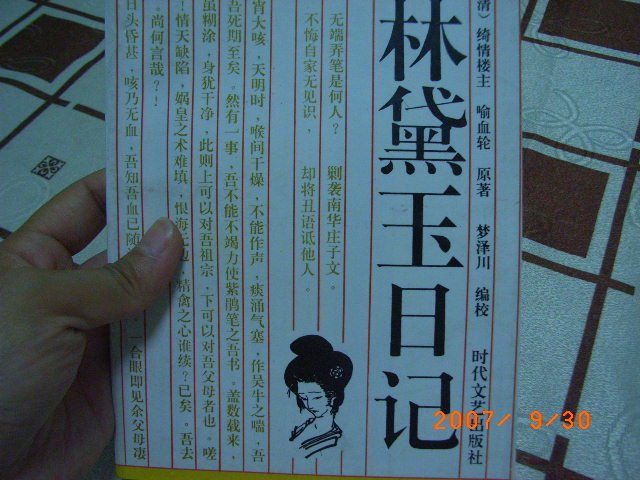 清）绮情楼主 喻血轮 原著 梦泽川 编校 时代文艺出版社
林黛玉日记
无端弄笔是何人？ 剿袭南华庄子文。
不悔自家无见识， 却将丑语诋他人。
宵大咳，天明时，喉间干燥，不能作声，痰涌气塞，作吴牛之喘，吾
吾死期至矣。然有一事，吾不能不竭力使紫鹃笔之吾书。盖数载来，
虽糊涂，身犹干净，此则上可以对吾祖宗，下可以对吾父母者也。嗟
！情天缺陷，娲皇之术难填，恨海无边，精禽之心谁续？已矣。吾去
。尚何言哉？！
日头昏甚，咳乃无血，吾知吾血已随
一合眼即见余父母凄
2007/ 9/30